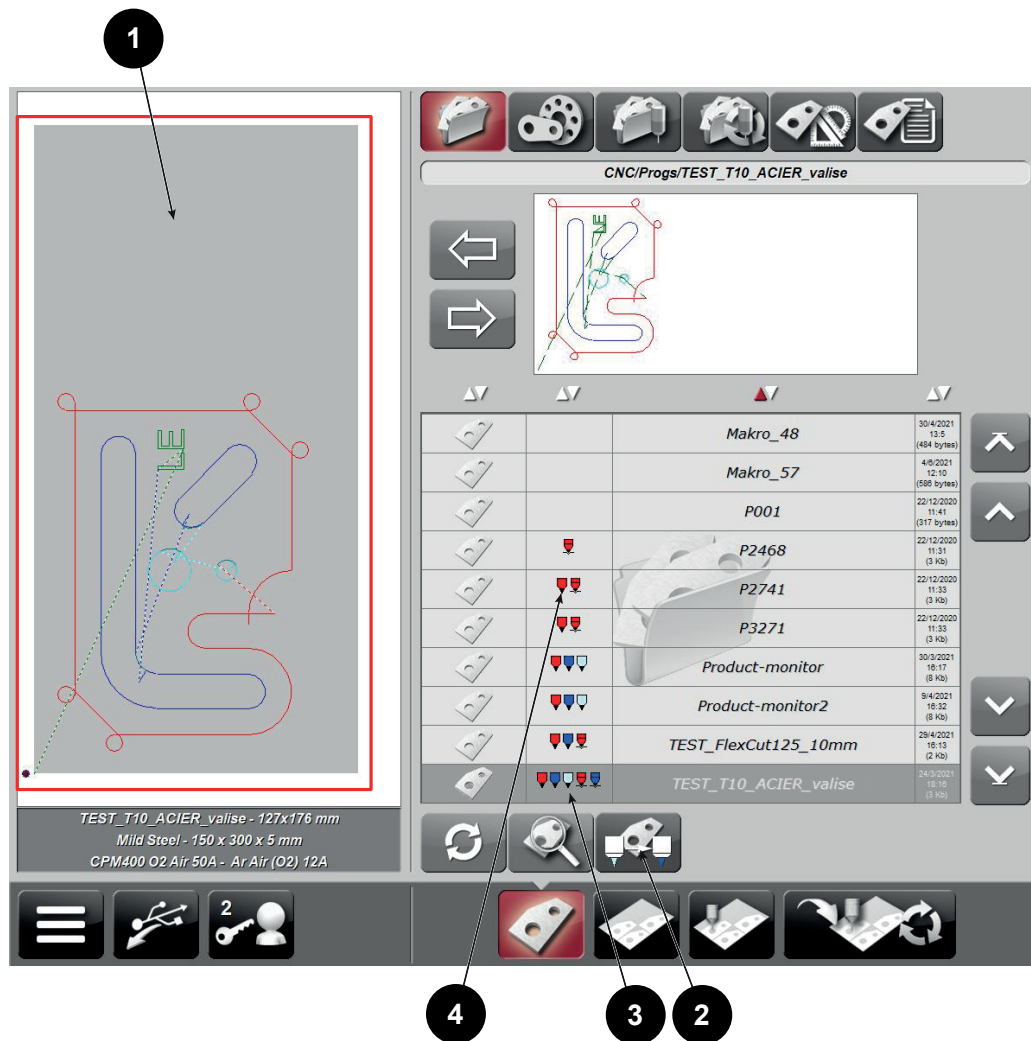 1
CNC/Progs/TEST_T10_ACIER_valise
LE
LE
Makro_48
30/4/2021
13:5
(484 bytes)
Makro_57
4/6/2021
12:10
(586 bytes)
P001
22/12/2020
11:41
(317 bytes)
P2468
22/12/2020
11:31
(3 Kb)
P2741
22/12/2020
11:33
(3 Kb)
P3271
22/12/2020
11:33
(3 Kb)
Product-monitor
30/3/2021
16:17
(8 Kb)
Product-monitor2
9/4/2021
16:32
(8 Kb)
TEST_FlexCut125_10mm
29/4/2021
16:13
(2 Kb)
TEST_T10_ACIER_valise
24/3/2021
18:16
(3 Kb)
TEST_T10_ACIER_valise - 127x176 mm
Mild Steel - 150 x 300 x 5 mm
CPM400 O2 Air 50A - Ar Air (O2) 12A
2
4
3
2